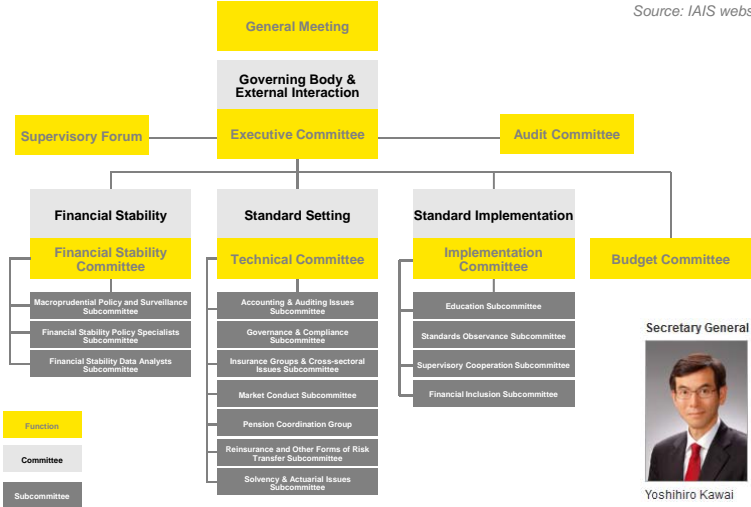 Source: IAIS webs
General Meeting
Governing Body &
External Interaction
Supervisory Forum
Executive Committee
Audit Committee
Financial Stability
Standard Setting
Standard Implementation
Financial Stability
Committee
Technical Committee
Implementation
Committee
Budget Committee
Macroprudential Policy and Surveillance
Subcommittee
Financial Stability Policy Specialists
Subcommittee
Financial Stability Data Analysts
Subcommittee
Accounting & Auditing Issues
Subcommittee
Governance & Compliance
Subcommittee
Insurance Groups & Cross-sectoral
Issues Subcommittee
Market Conduct Subcommittee
Pension Coordination Group
Reinsurance and Other Forms of Risk
Transfer Subcommittee
Solvency & Actuarial Issues
Subcommittee
Education Subcommittee
Standards Observance Subcommittee
Supervisory Cooperation Subcommittee
Financial Inclusion Subcommittee
Secretary General
Yoshihiro Kawai
Function
Committee
Subcommittee